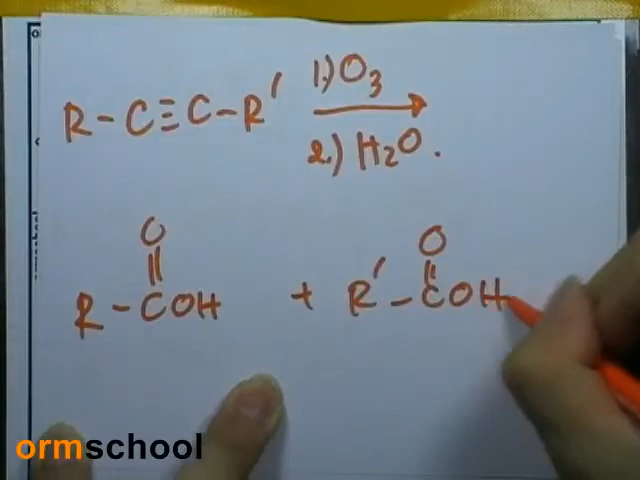 R-C≡C-R' 1.) O3
2.) H2O.
O O
|| ||
R-COH + R'-COH
ormschool